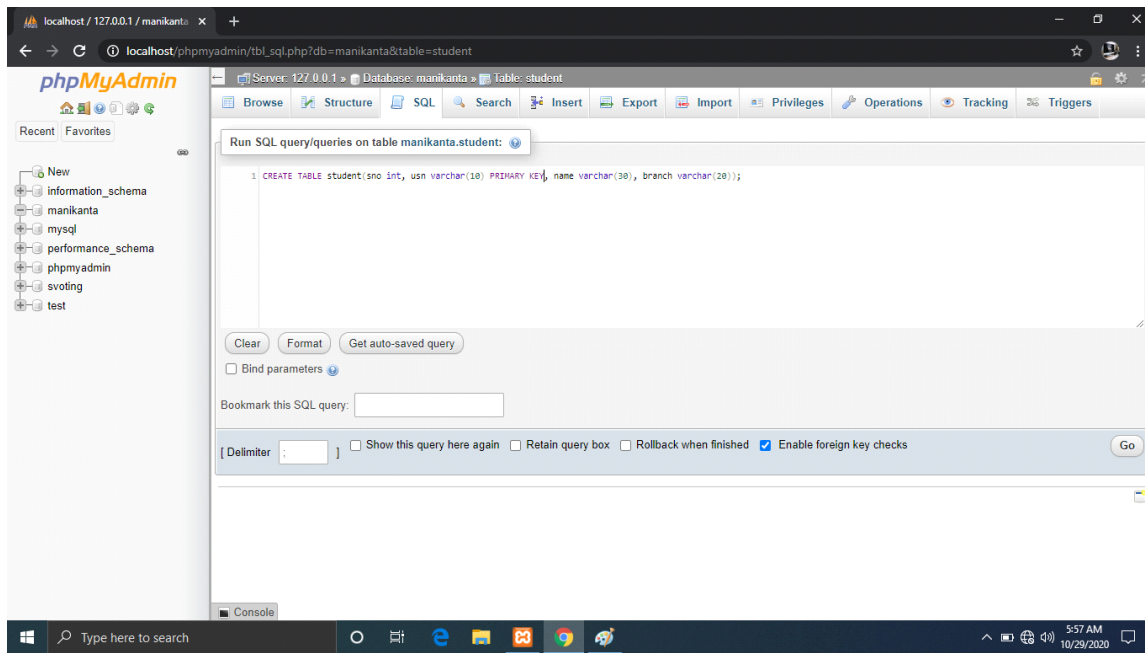 localhost / 127.0.0.1 / manikanta
localhost/phpmyadmin/tbl_sql.php?db=manikanta&table=student
phpMyAdmin
Recent Favorites
New
information_schema
manikanta
mysql
performance_schema
phpmyadmin
svoting
test
Server: 127.0.0.1 » Database: manikanta » Table: student
Browse Structure SQL Search Insert Export Import Privileges Operations Tracking Triggers
Run SQL query/queries on table manikanta.student:
1 CREATE TABLE student(sno int, usn varchar(10) PRIMARY KEY, name varchar(30), branch varchar(20));
Clear Format Get auto-saved query
Bind parameters
Bookmark this SQL query:
[ Delimiter ; ] Show this query here again Retain query box Rollback when finished Enable foreign key checks Go
Console
Type here to search
5:57 AM
10/29/2020